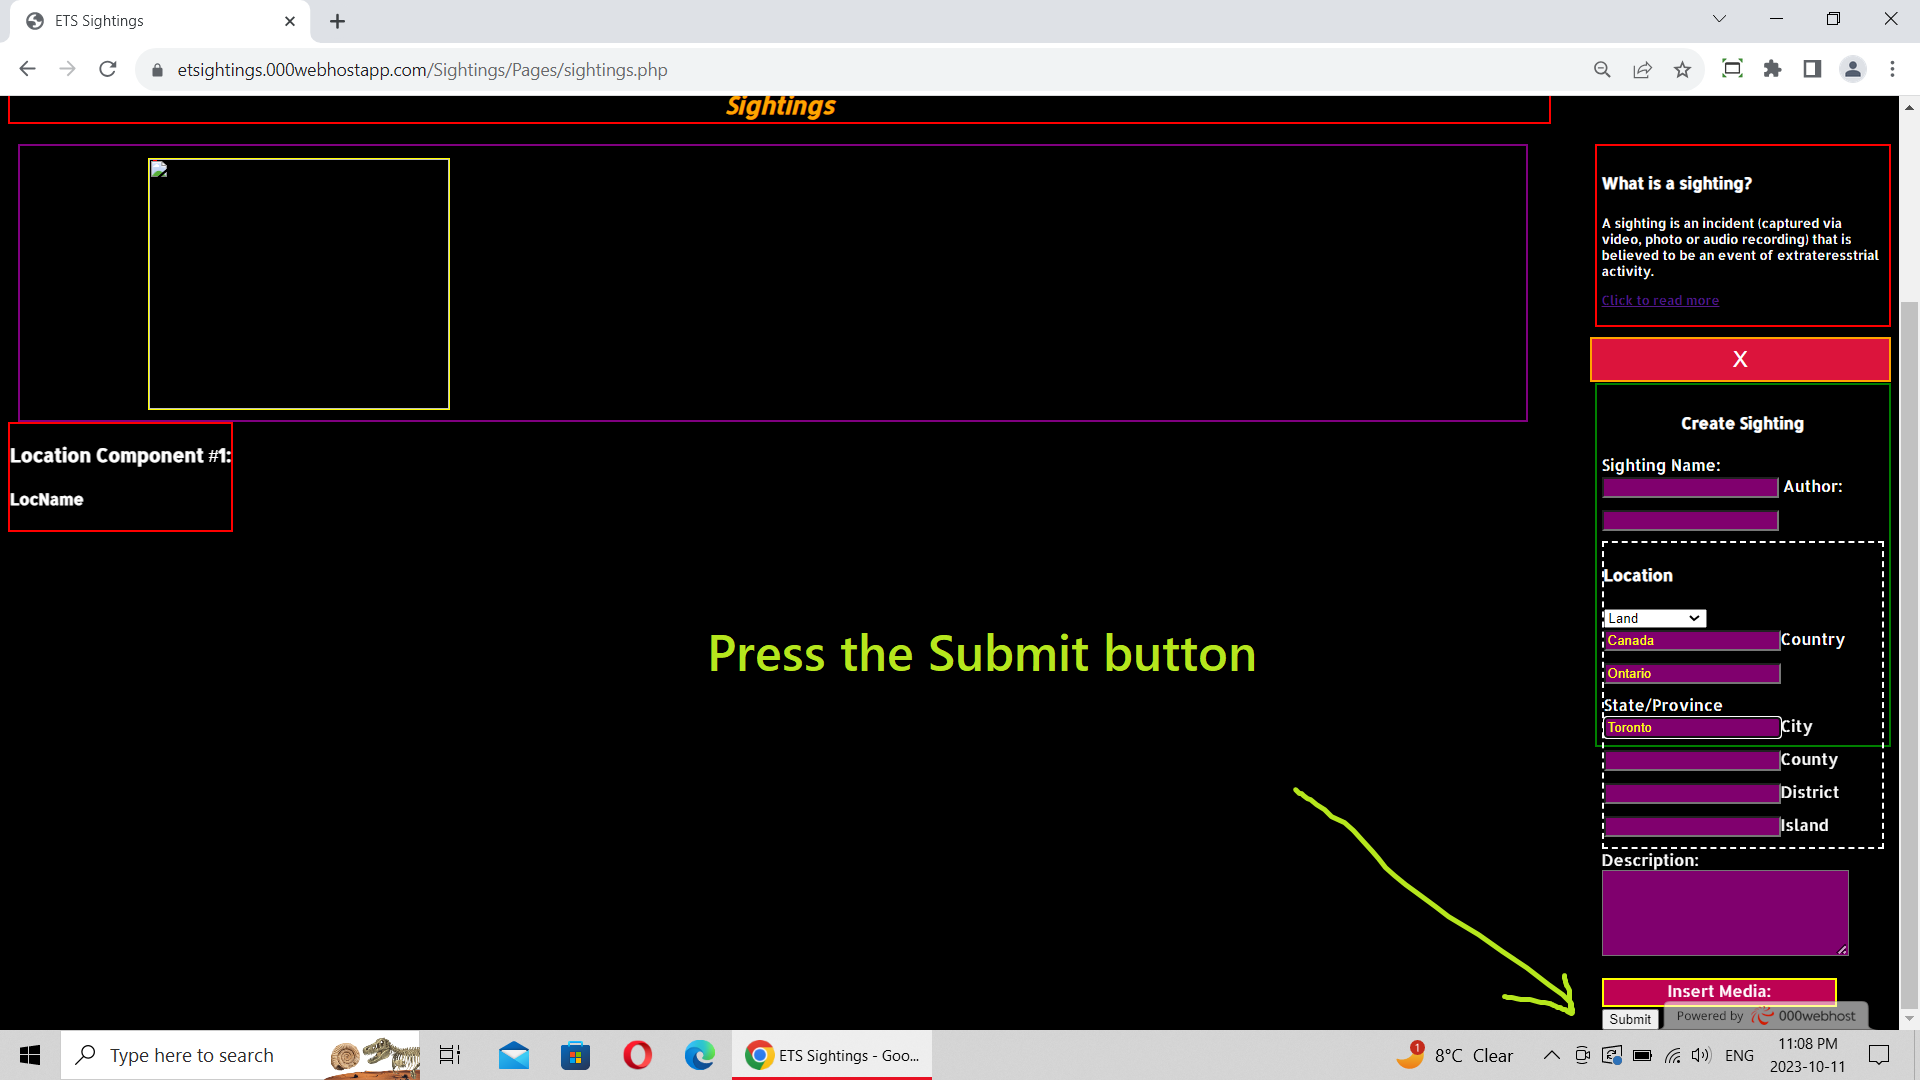 ETS Sightings
etsightings.000webhostapp.com/Sightings/Pages/sightings.php
Sightings
What is a sighting?
A sighting is an incident (captured via
video, photo or audio recording) that is
believed to be an event of extrateresstrial
activity.
Click to read more
X
Create Sighting
Sighting Name:
Author:
Location
Land
Canada Country
Ontario
State/Province
Toronto City
County
District
Island
Description:
Insert Media:
Submit
Powered by 000webhost
Location Component #1:
LocName
Press the Submit button
Type here to search
ETS Sightings - Goo...
1
8°C Clear
ENG
11:08 PM
2023-10-11